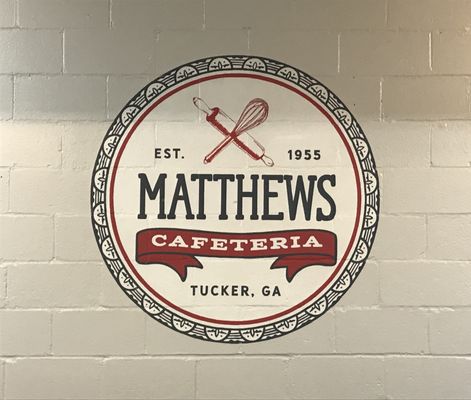 EST. 1955
MATTHEWS
CAFETERIA
TUCKER, GA